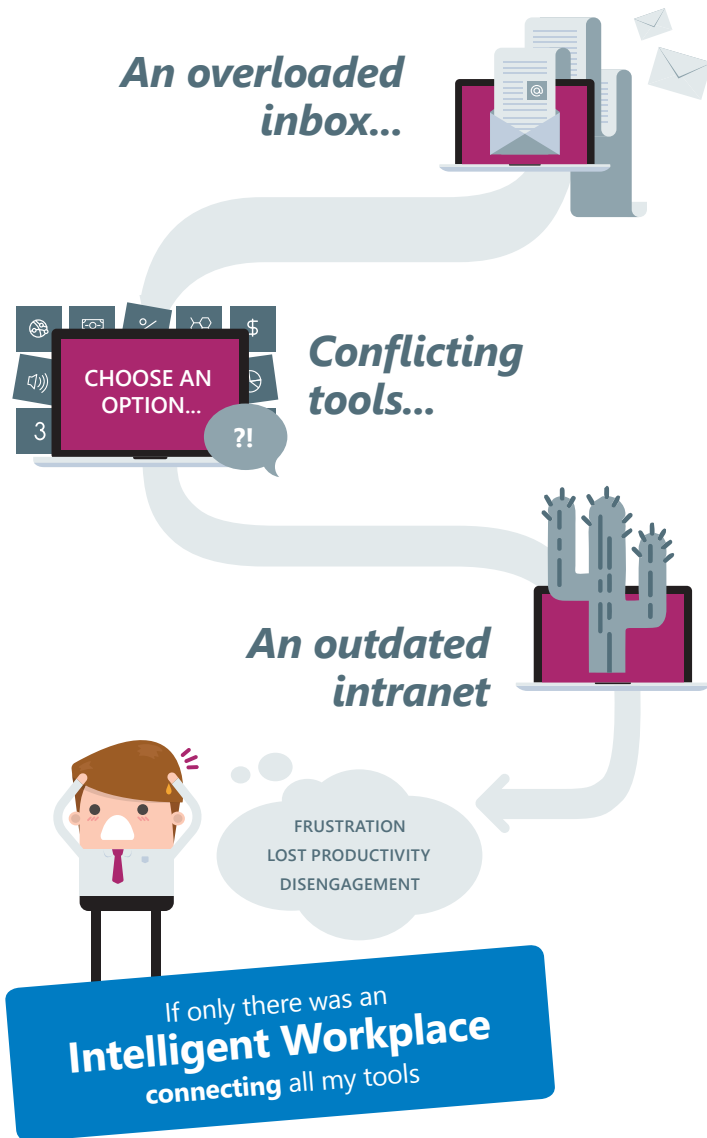 An overloaded
inbox...
@
%
$
CHOOSE AN
OPTION...
3
?!
Conflicting
tools...
An outdated
intranet
FRUSTRATION
LOST PRODUCTIVITY
DISENGAGEMENT
If only there was an
Intelligent Workplace
connecting all my tools